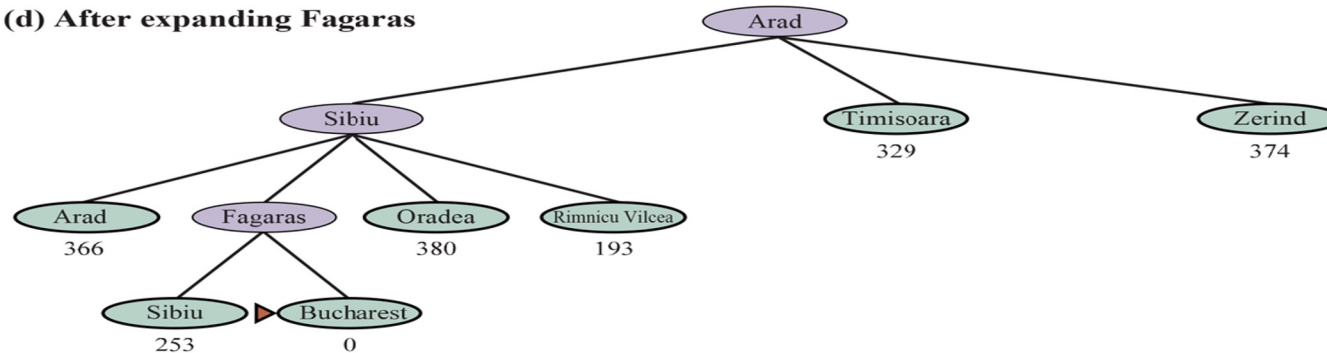 (d) After expanding Fagaras
Arad
Sibiu
Timisoara
Zerind
329
374
Arad
Fagaras
Oradea
Rimnicu Vilcea
366
380
193
Sibiu
Bucharest
253
0